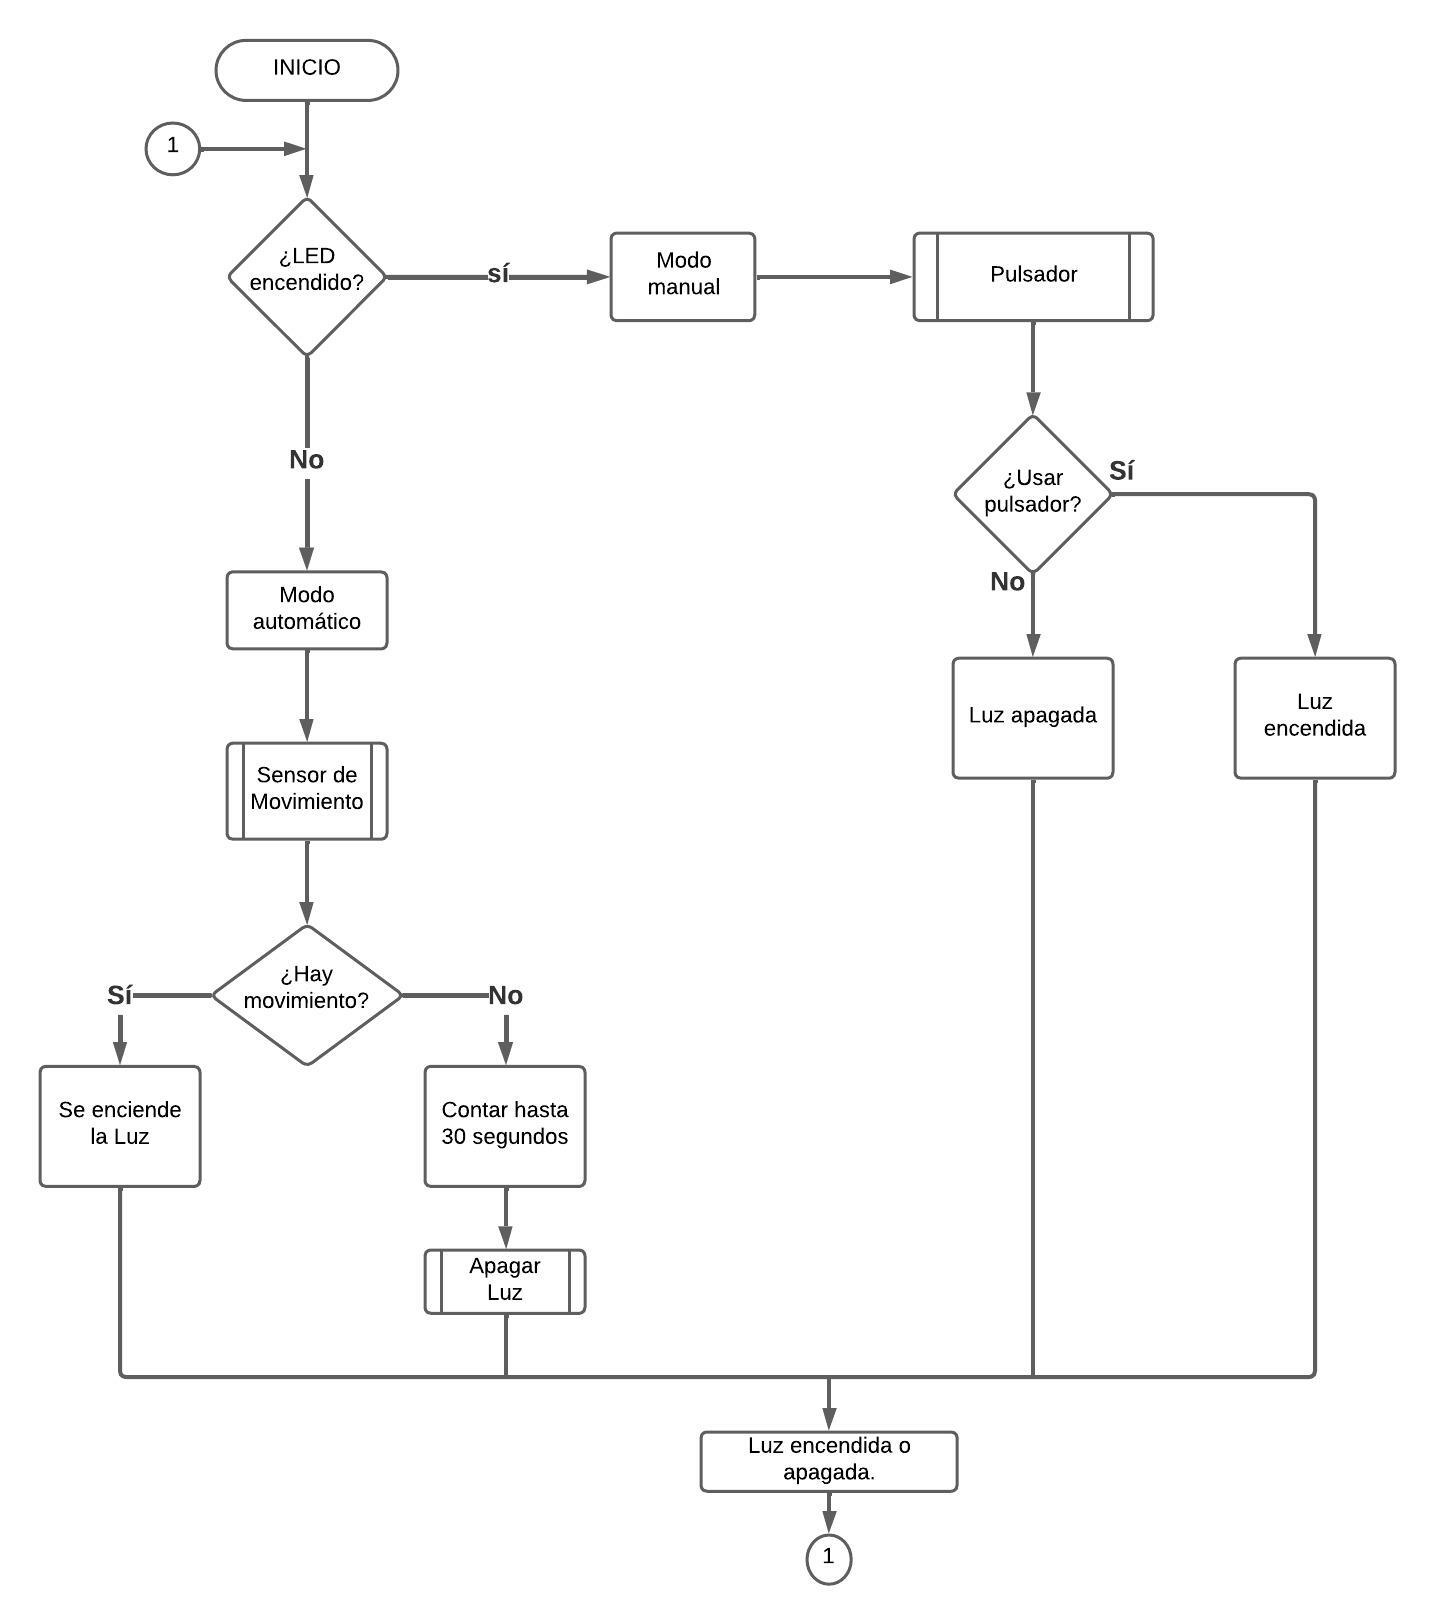 INICIO
1
¿LED
encendido?
sí
Modo
manual
Pulsador
No
¿Usar
pulsador?
Sí
No
Modo
automático
Luz apagada
Luz
encendida
Sensor de
Movimiento
¿Hay
movimiento?
Sí
No
Se enciende
la Luz
Contar hasta
30 segundos
Apagar
Luz
Luz encendida o
apagada.
1